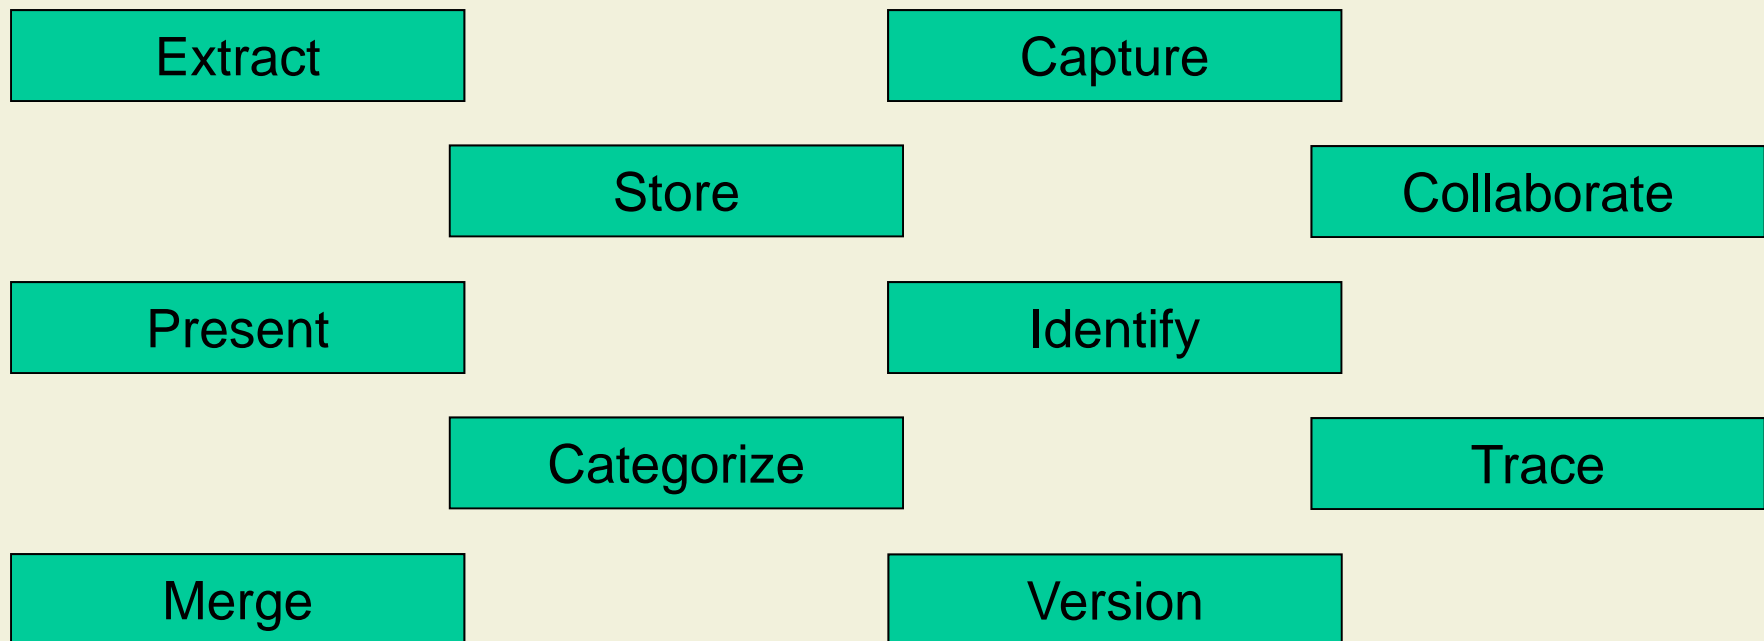 Extract
Capture
Store
Collaborate
Present
Identify
Categorize
Trace
Merge
Version